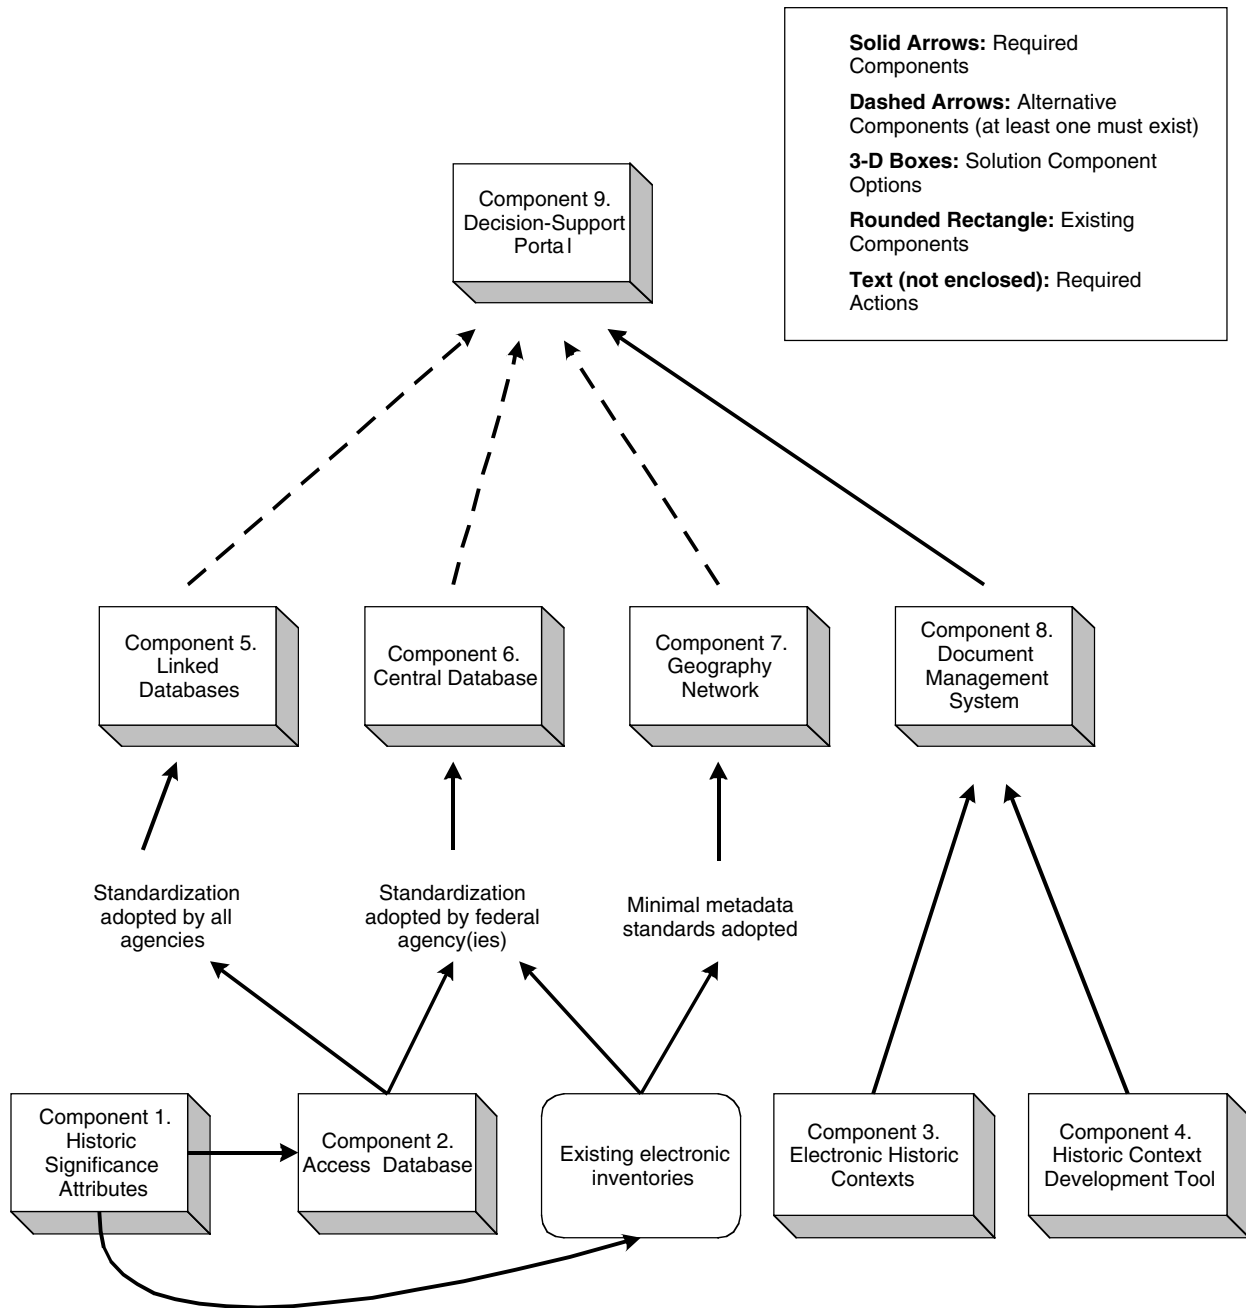 Solid Arrows: Required
Components
Dashed Arrows: Alternative
Components (at least one must exist)
3-D Boxes: Solution Component
Options
Rounded Rectangle: Existing
Components
Text (not enclosed): Required
Actions
Component 9.
Decision-Support
Portal
Component 5.
Linked
Databases
Component 6.
Central Database
Component 7.
Geography
Network
Component 8.
Document
Management
System
Standardization
adopted by all
agencies
Standardization
adopted by federal
agency(ies)
Minimal metadata
standards adopted
Component 1.
Historic
Significance
Attributes
Component 2.
Access Database
Existing electronic
inventories
Component 3.
Electronic Historic
Contexts
Component 4.
Historic Context
Development Tool